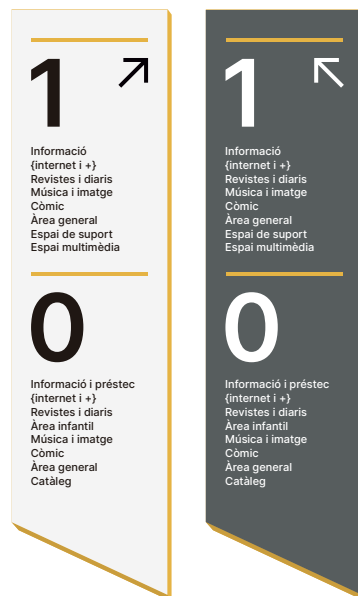 1
Informació
{internet i +}
Revistes i diaris
Música i imatge
Còmic
Àrea general
Espai de suport
Espai multimèdia
0
Informació i préstec
{internet i +}
Revistes i diaris
Àrea infantil
Música i imatge
Còmic
Àrea general
Catàleg
1
Informació
{internet i +}
Revistes i diaris
Música i imatge
Còmic
Àrea general
Espai de suport
Espai multimèdia
0
Informació i préstec
{internet i +}
Revistes i diaris
Àrea infantil
Música i imatge
Còmic
Àrea general
Catàleg